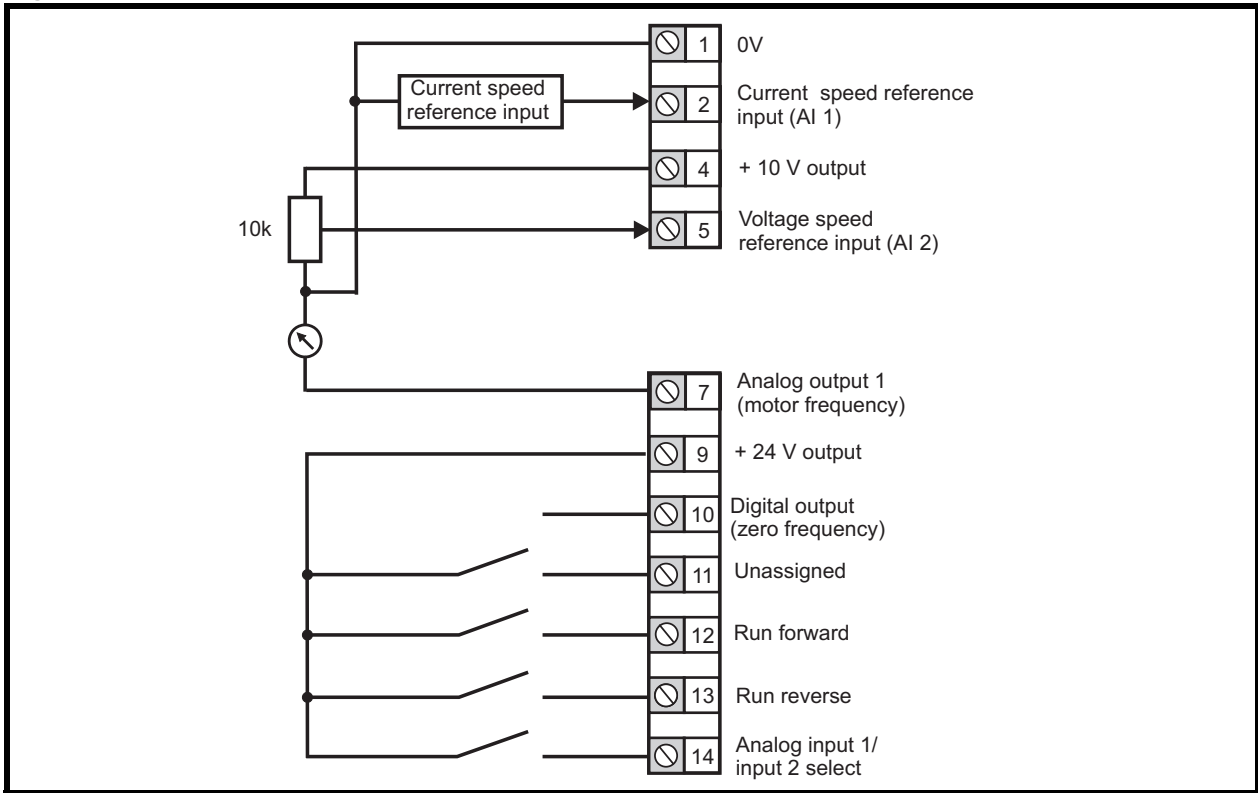 1 0V
Current speed
reference input
2 Current speed reference
input (AI 1)
4 + 10 V output
10k
5 Voltage speed
reference input (AI 2)
7 Analog output 1
(motor frequency)
9 + 24 V output
10 Digital output
(zero frequency)
11 Unassigned
12 Run forward
13 Run reverse
14 Analog input 1/
input 2 select